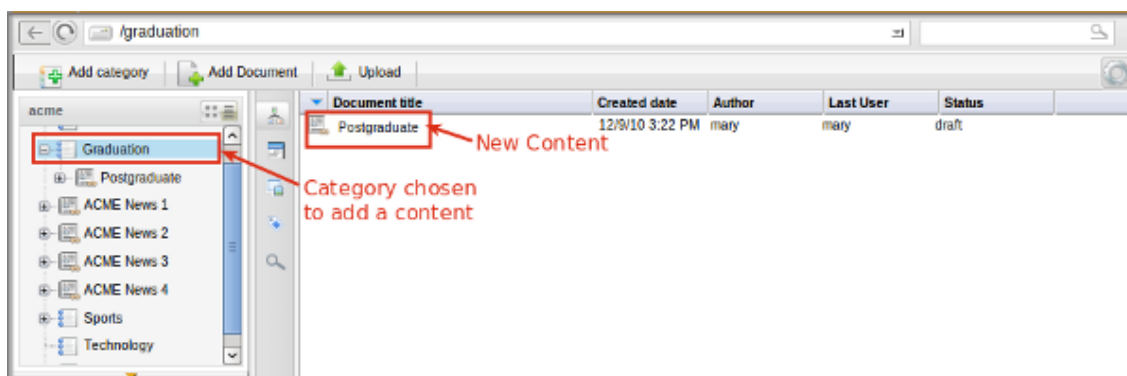 /graduation
Add category Add Document Upload
acme
Document title Created date Author Last User Status
Postgraduate 12/9/10 3:22 PM mary mary draft
New Content
Graduation
Category chosen
to add a content
Postgraduate
ACME News 1
ACME News 2
ACME News 3
ACME News 4
Sports
Technology